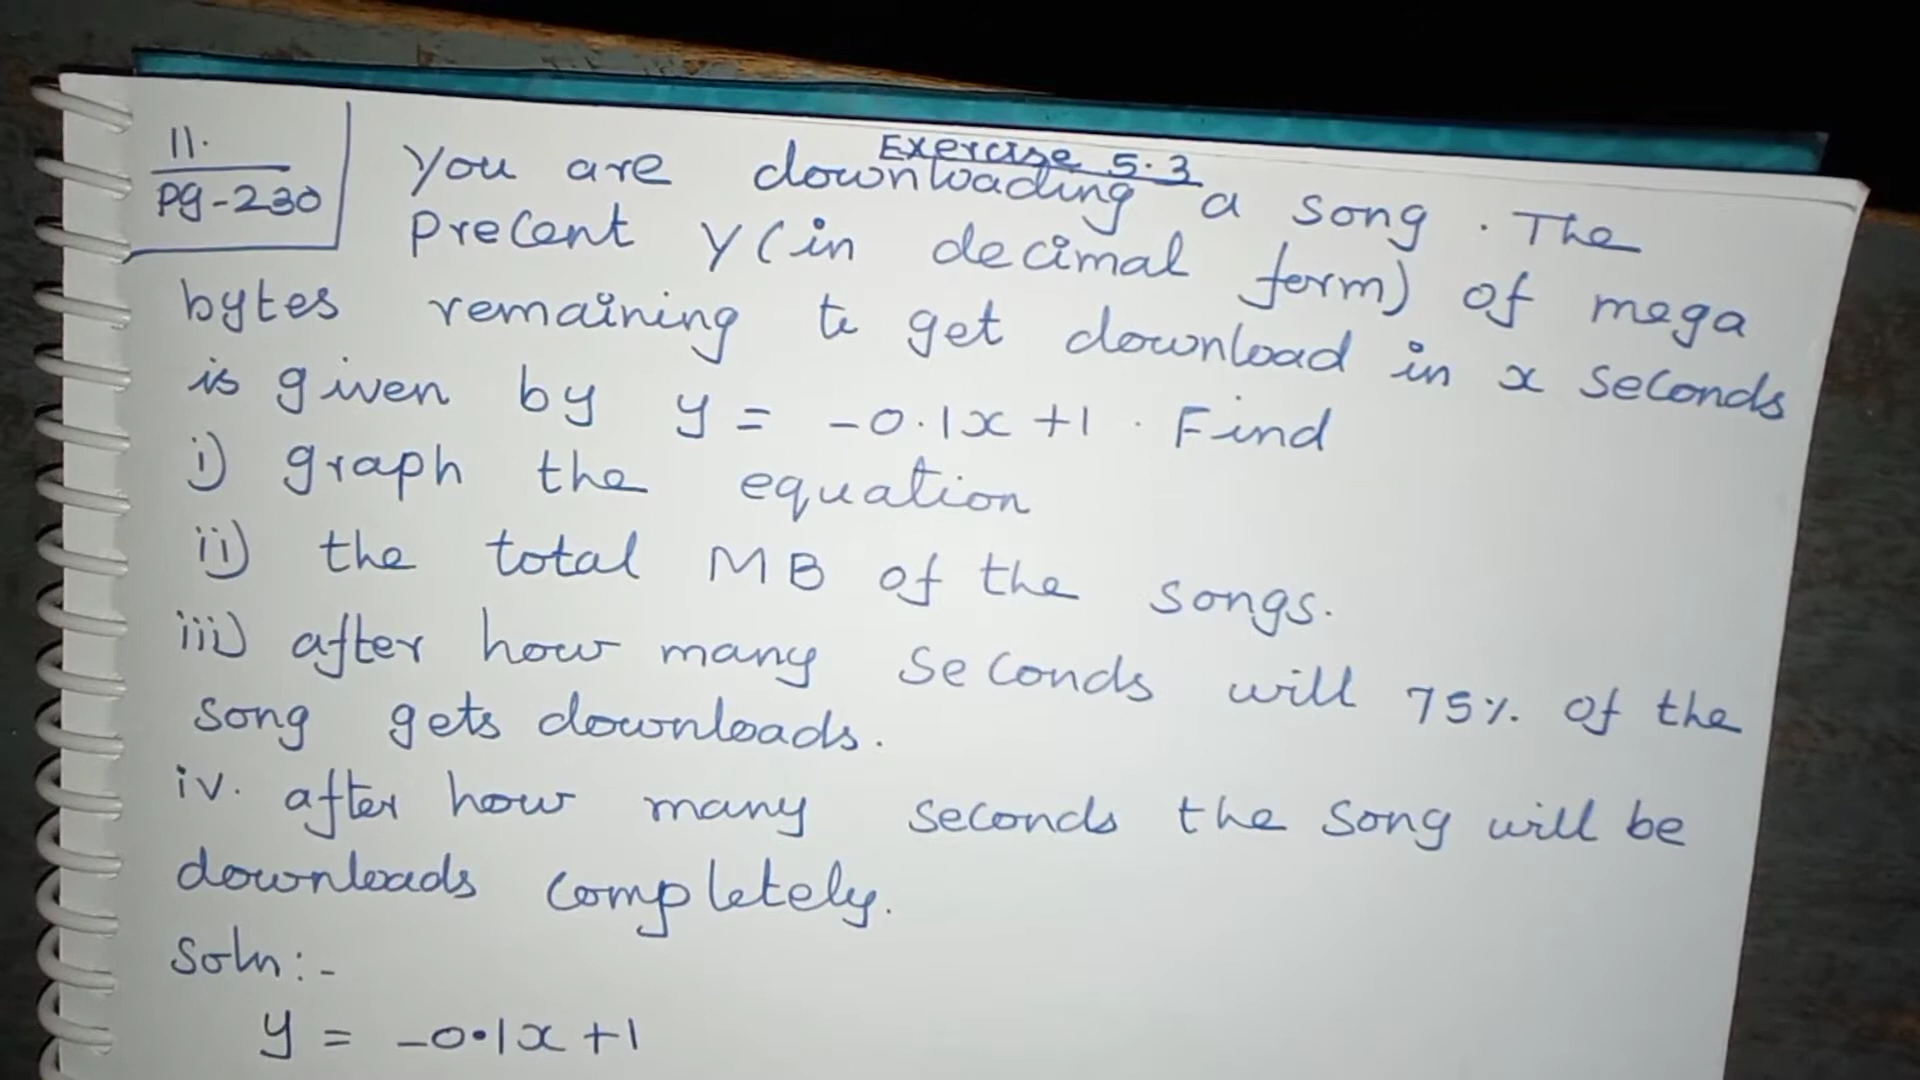 11.
Pg-230
Exercise 5.3
You are downloading a song. The
precent y (in decimal form) of mega
bytes remaining to get download in x seconds
is given by y = -0.1x+1. Find
i) graph the equation
ii) the total MB of the songs.
iii) after how many seconds will 75% of the
song gets downloads.
iv. after how many seconds the song will be
downloads completely.
Soln:-
y = -0.1x+1